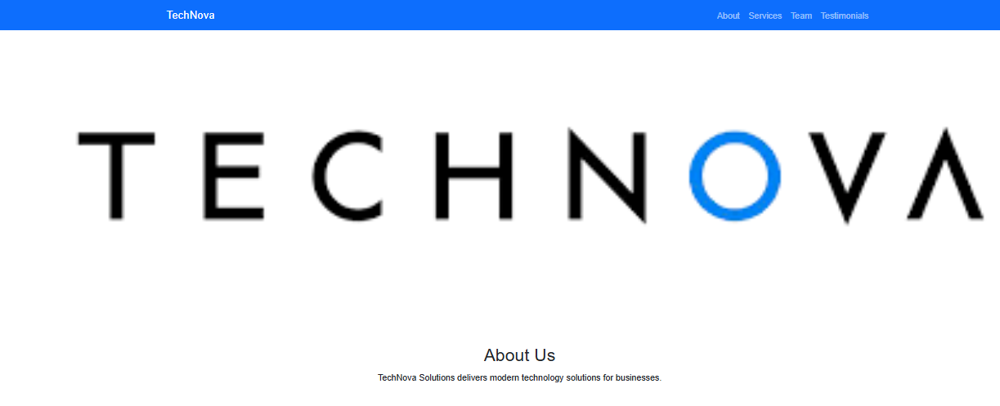 TechNova About Services Team Testimonials
TECHNOVA
About Us
TechNova Solutions delivers modern technology solutions for businesses.